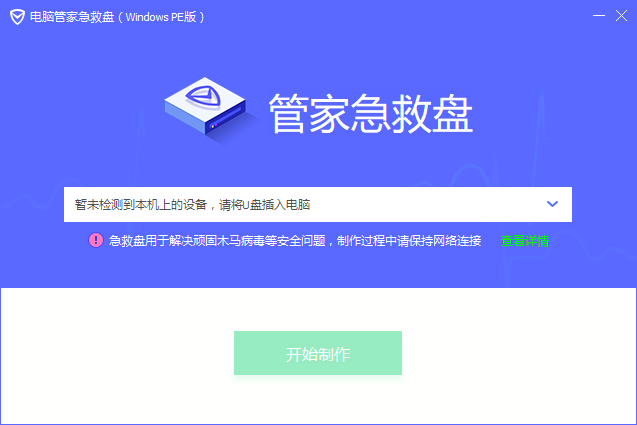 电脑管家急救盘（Windows PE版）
管家急救盘
暂未检测到本机上的设备，请将U盘插入电脑
急救盘用于解决顽固木马病毒等安全问题，制作过程中请保持网络连接 查看详情
开始制作